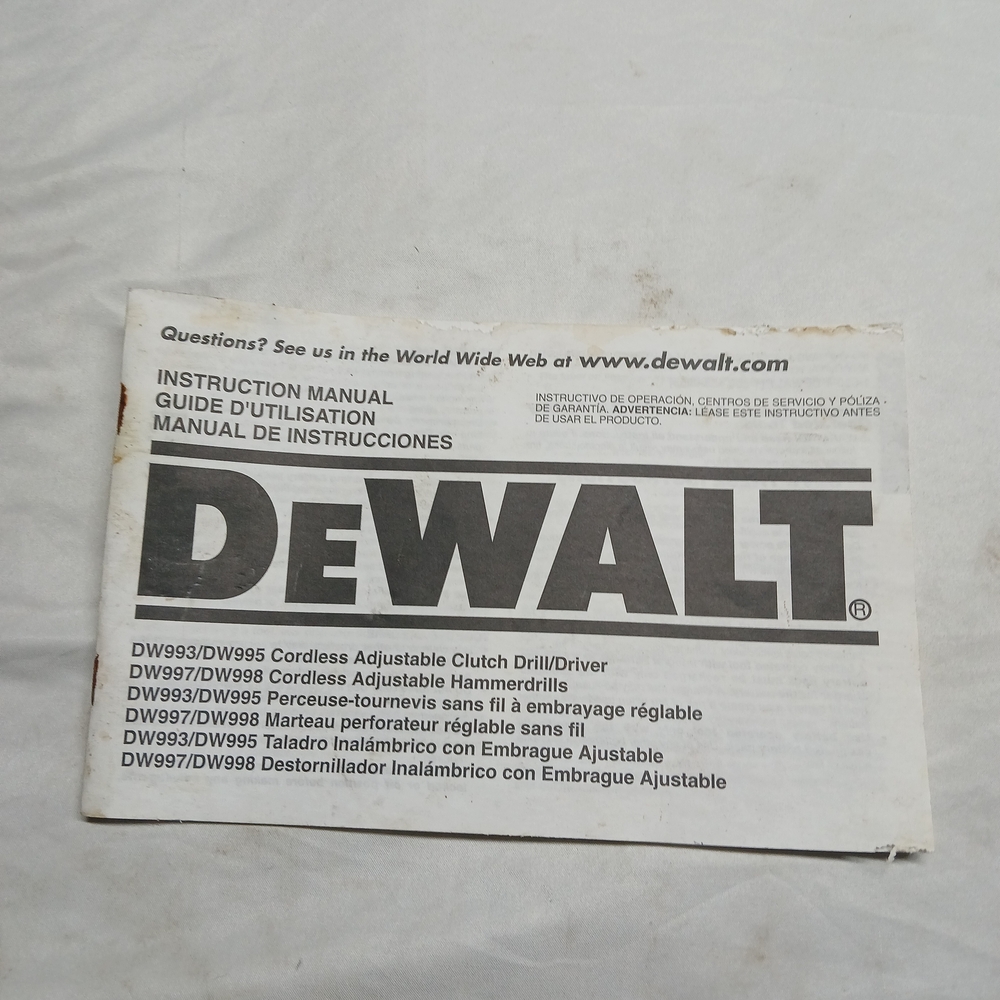 Questions? See us in the World Wide Web at www.dewalt.com
INSTRUCTION MANUAL
GUIDE D'UTILISATION
MANUAL DE INSTRUCCIONES
INSTRUCTIVO DE OPERACIÓN, CENTROS DE SERVICIO Y PÓLIZA
DE GARANTÍA. ADVERTENCIA: LÉASE ESTE INSTRUCTIVO ANTES
DE USAR EL PRODUCTO.
DEWALT®
DW993/DW995 Cordless Adjustable Clutch Drill/Driver
DW997/DW998 Cordless Adjustable Hammerdrills
DW993/DW995 Perceuse-tournevis sans fil à embrayage réglable
DW997/DW998 Marteau perforateur réglable sans fil
DW993/DW995 Taladro Inalámbrico con Embrague Ajustable
DW997/DW998 Destornillador Inalámbrico con Embrague Ajustable